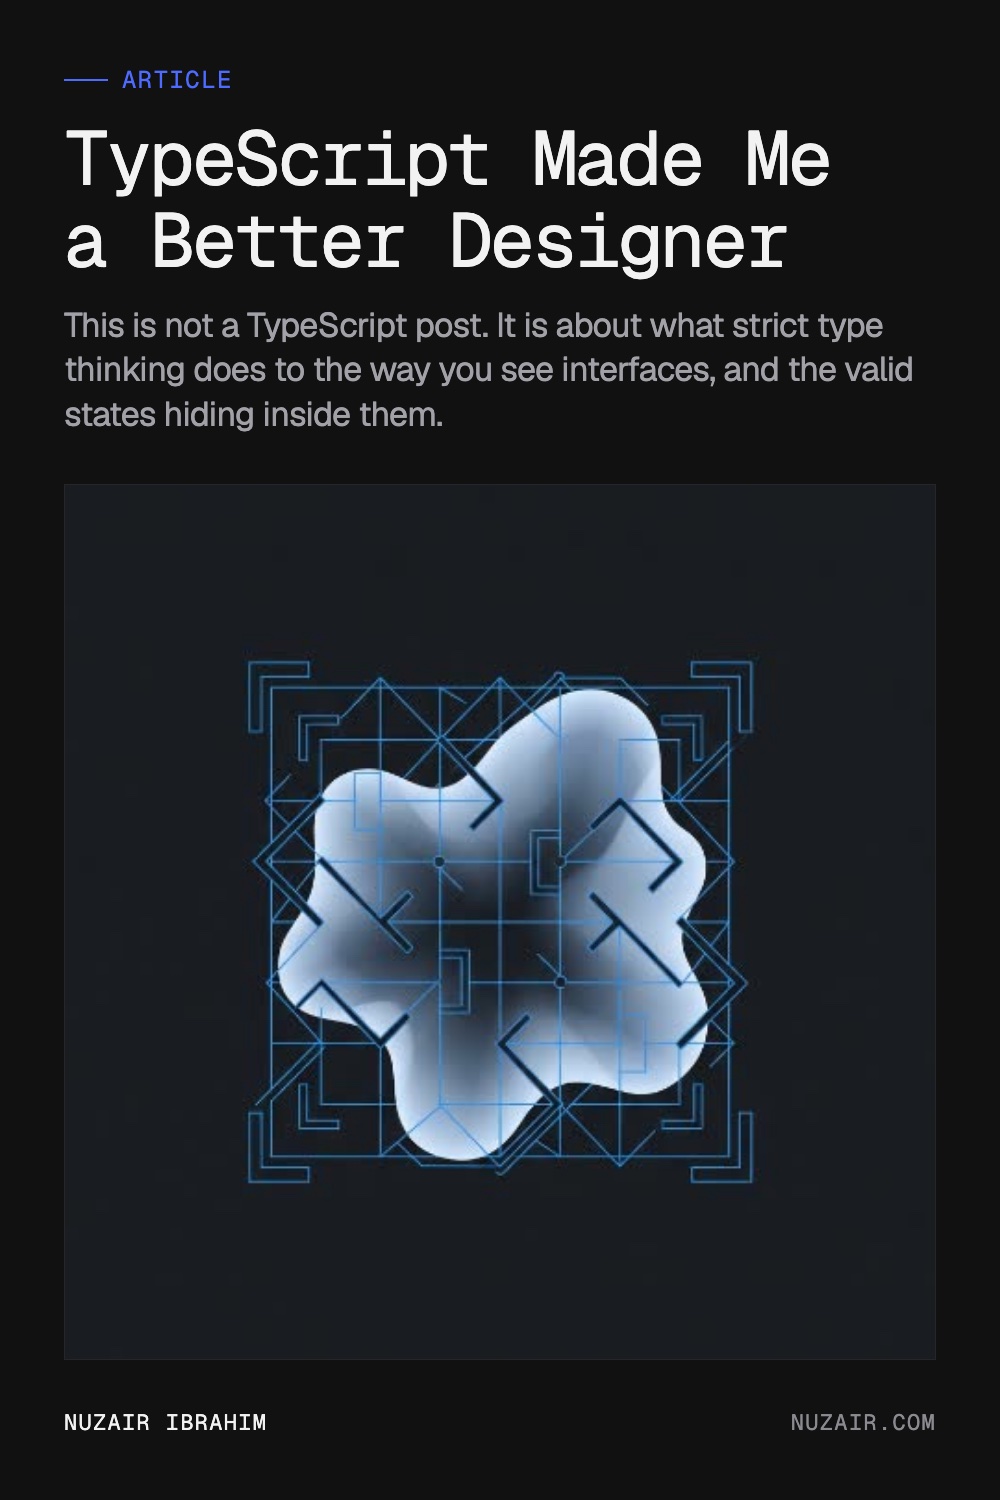 ARTICLE
TypeScript Made Me
a Better Designer
This is not a TypeScript post. It is about what strict type
thinking does to the way you see interfaces, and the valid
states hiding inside them.
NUZAIR IBRAHIM
NUZAIR.COM